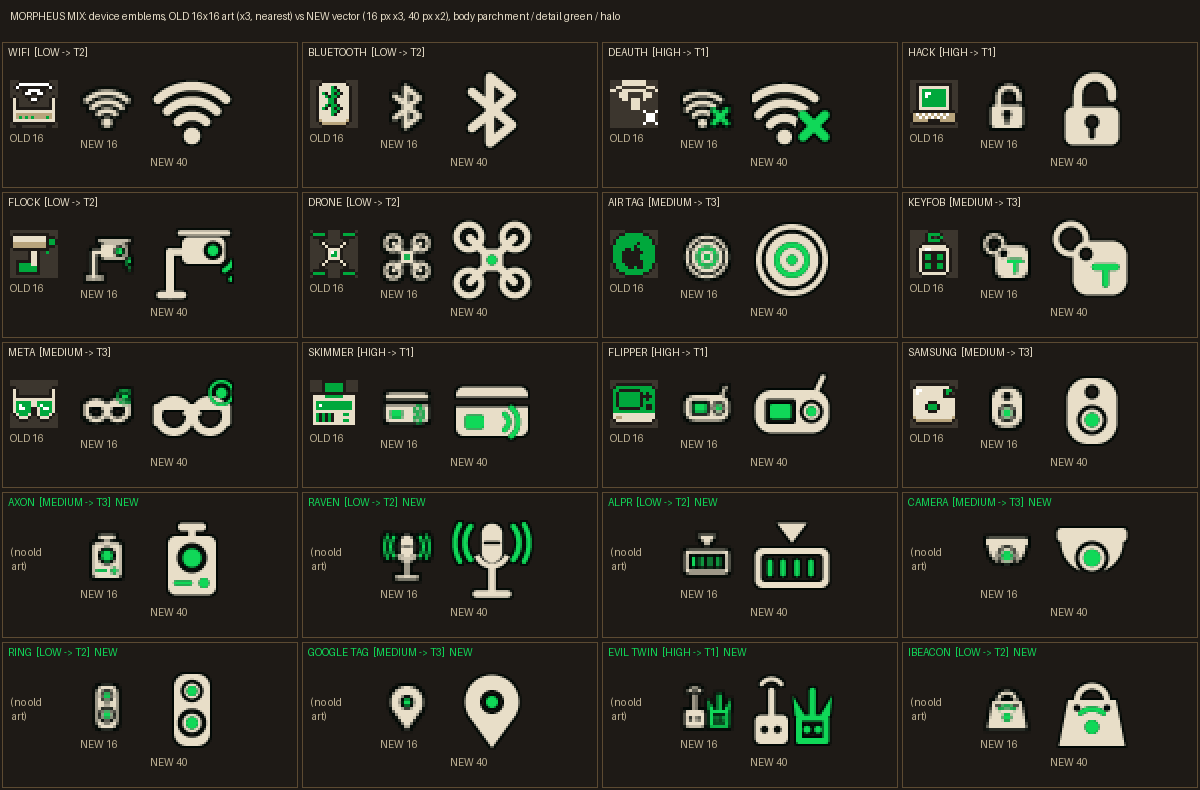 MORPHEUS MIX: device emblems, OLD 16x16 art (x3, nearest) vs NEW vector (16 px x3, 40 px x2), body parchment / detail green / halo
WIFI [LOW -> T2]
OLD 16
NEW 16
NEW 40
BLUETOOTH [LOW -> T2]
OLD 16
NEW 16
NEW 40
DEAUTH [HIGH -> T1]
OLD 16
NEW 16
NEW 40
HACK [HIGH -> T1]
OLD 16
NEW 16
NEW 40
FLOCK [LOW -> T2]
OLD 16
NEW 16
NEW 40
DRONE [LOW -> T2]
OLD 16
NEW 16
NEW 40
AIRTAG [MEDIUM -> T3]
OLD 16
NEW 16
NEW 40
KEYFOB [MEDIUM -> T3]
OLD 16
NEW 16
NEW 40
META [MEDIUM -> T3]
OLD 16
NEW 16
NEW 40
SKIMMER [HIGH -> T1]
OLD 16
NEW 16
NEW 40
FLIPPER [HIGH -> T1]
OLD 16
NEW 16
NEW 40
SAMSUNG [MEDIUM -> T3]
OLD 16
NEW 16
NEW 40
AXON [MEDIUM -> T3] NEW
(no old
art)
NEW 16
NEW 40
RAVEN [LOW -> T2] NEW
(no old
art)
NEW 16
NEW 40
ALPR [LOW -> T2] NEW
(no old
art)
NEW 16
NEW 40
CAMERA [MEDIUM -> T3] NEW
(no old
art)
NEW 16
NEW 40
RING [LOW -> T2] NEW
(no old
art)
NEW 16
NEW 40
GOOGLE TAG [MEDIUM -> T3] NEW
(no old
art)
NEW 16
NEW 40
EVIL TWIN [HIGH -> T1] NEW
(no old
art)
NEW 16
NEW 40
IBEACON [LOW -> T2] NEW
(no old
art)
NEW 16
NEW 40